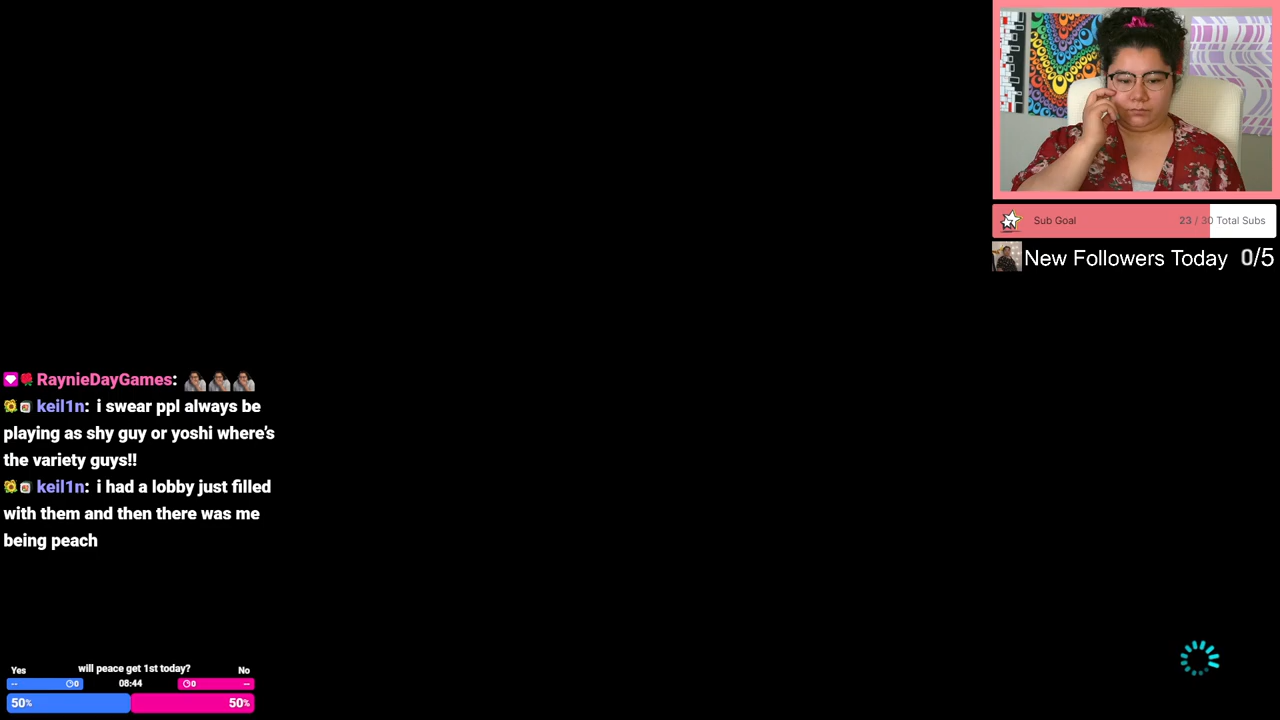 Sub Goal 23 / 30 Total Subs
New Followers Today 0/5
RaynieDayGames:
keil1n: i swear ppl always be
playing as shy guy or yoshi where's
the variety guys!!
keil1n: i had a lobby just filled
with them and then there was me
being peach
Yes will peace get 1st today? No
-- 0 08:44 0 --
50% 50%